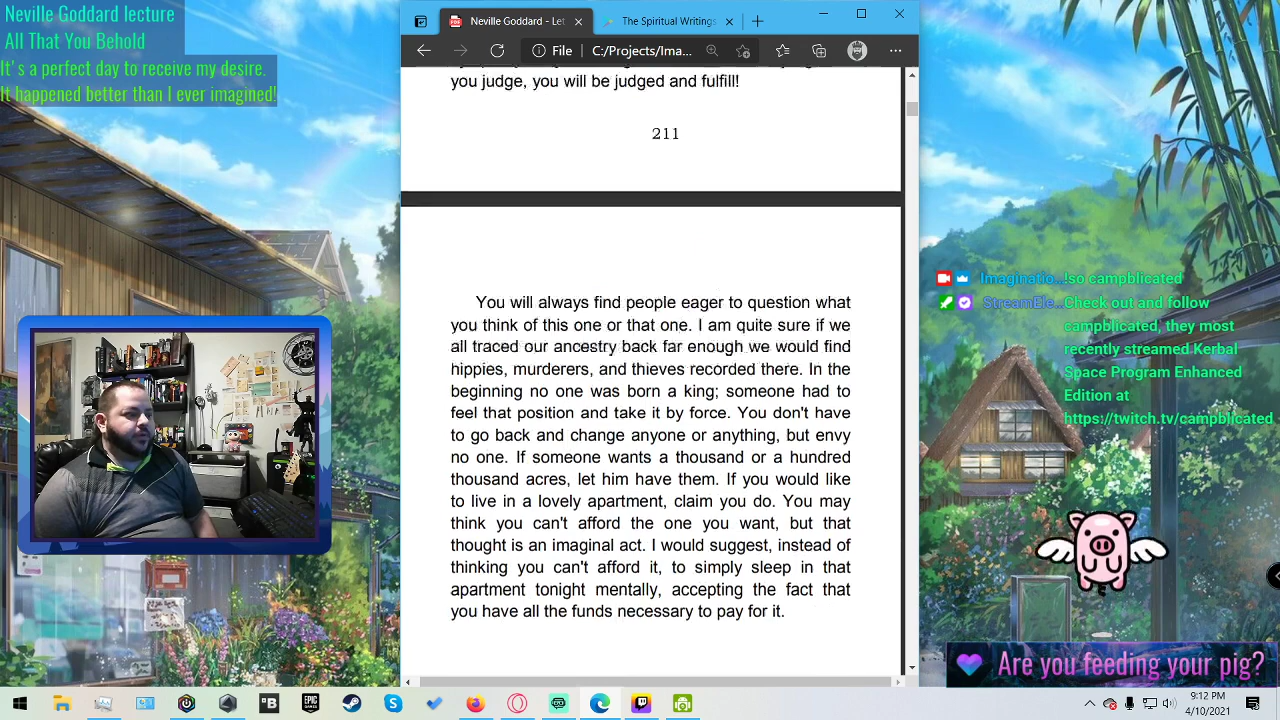 Neville Goddard lecture
All That You Behold
It's a perfect day to receive my desire.
It happened better than I ever imagined!
Neville Goddard - Let
The Spiritual Writings
File
C:/Projects/Ima...
you judge, you will be judged and fulfill!
211
You will always find people eager to question what
you think of this one or that one. I am quite sure if we
all traced our ancestry back far enough we would find
hippies, murderers, and thieves recorded there. In the
beginning no one was born a king; someone had to
feel that position and take it by force. You don't have
to go back and change anyone or anything, but envy
no one. If someone wants a thousand or a hundred
thousand acres, let him have them. If you would like
to live in a lovely apartment, claim you do. You may
think you can't afford the one you want, but that
thought is an imaginal act. I would suggest, instead of
thinking you can't afford it, to simply sleep in that
apartment tonight mentally, accepting the fact that
you have all the funds necessary to pay for it.
Imaginatio... !so campblicated
StreamEle... Check out and follow
campblicated, they most
recently streamed Kerbal
Space Program Enhanced
Edition at
https://twitch.tv/campblicated
Are you feeding your pig?
9:12 PM
4/10/2021